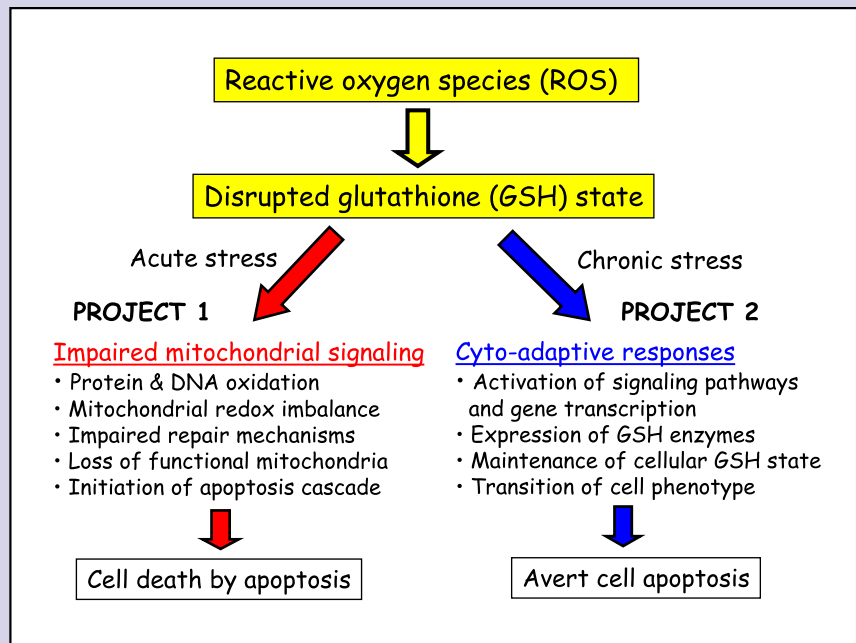 Reactive oxygen species (ROS)
Disrupted glutathione (GSH) state
Acute stress
Chronic stress
PROJECT 1
PROJECT 2
Impaired mitochondrial signaling
• Protein & DNA oxidation
• Mitochondrial redox imbalance
• Impaired repair mechanisms
• Loss of functional mitochondria
• Initiation of apoptosis cascade
Cell death by apoptosis
Cyto-adaptive responses
• Activation of signaling pathways
and gene transcription
• Expression of GSH enzymes
• Maintenance of cellular GSH state
• Transition of cell phenotype
Avert cell apoptosis